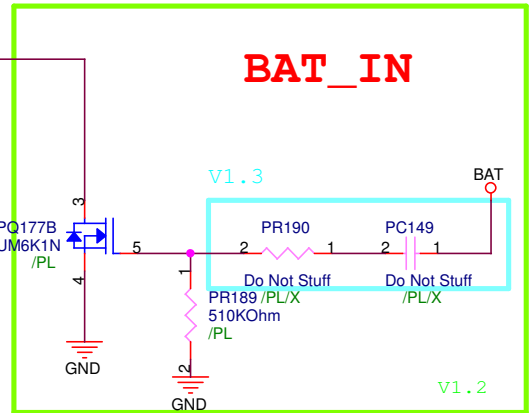 BAT_IN
V1.3
BAT
3
PQ177B
UM6K1N
/PL
5
2
PR190
1
2
PC149
1
4
1
Do Not Stuff
Do Not Stuff
PR189
/PL/X
/PL/X
510KOhm
/PL
2
GND
GND
V1.2